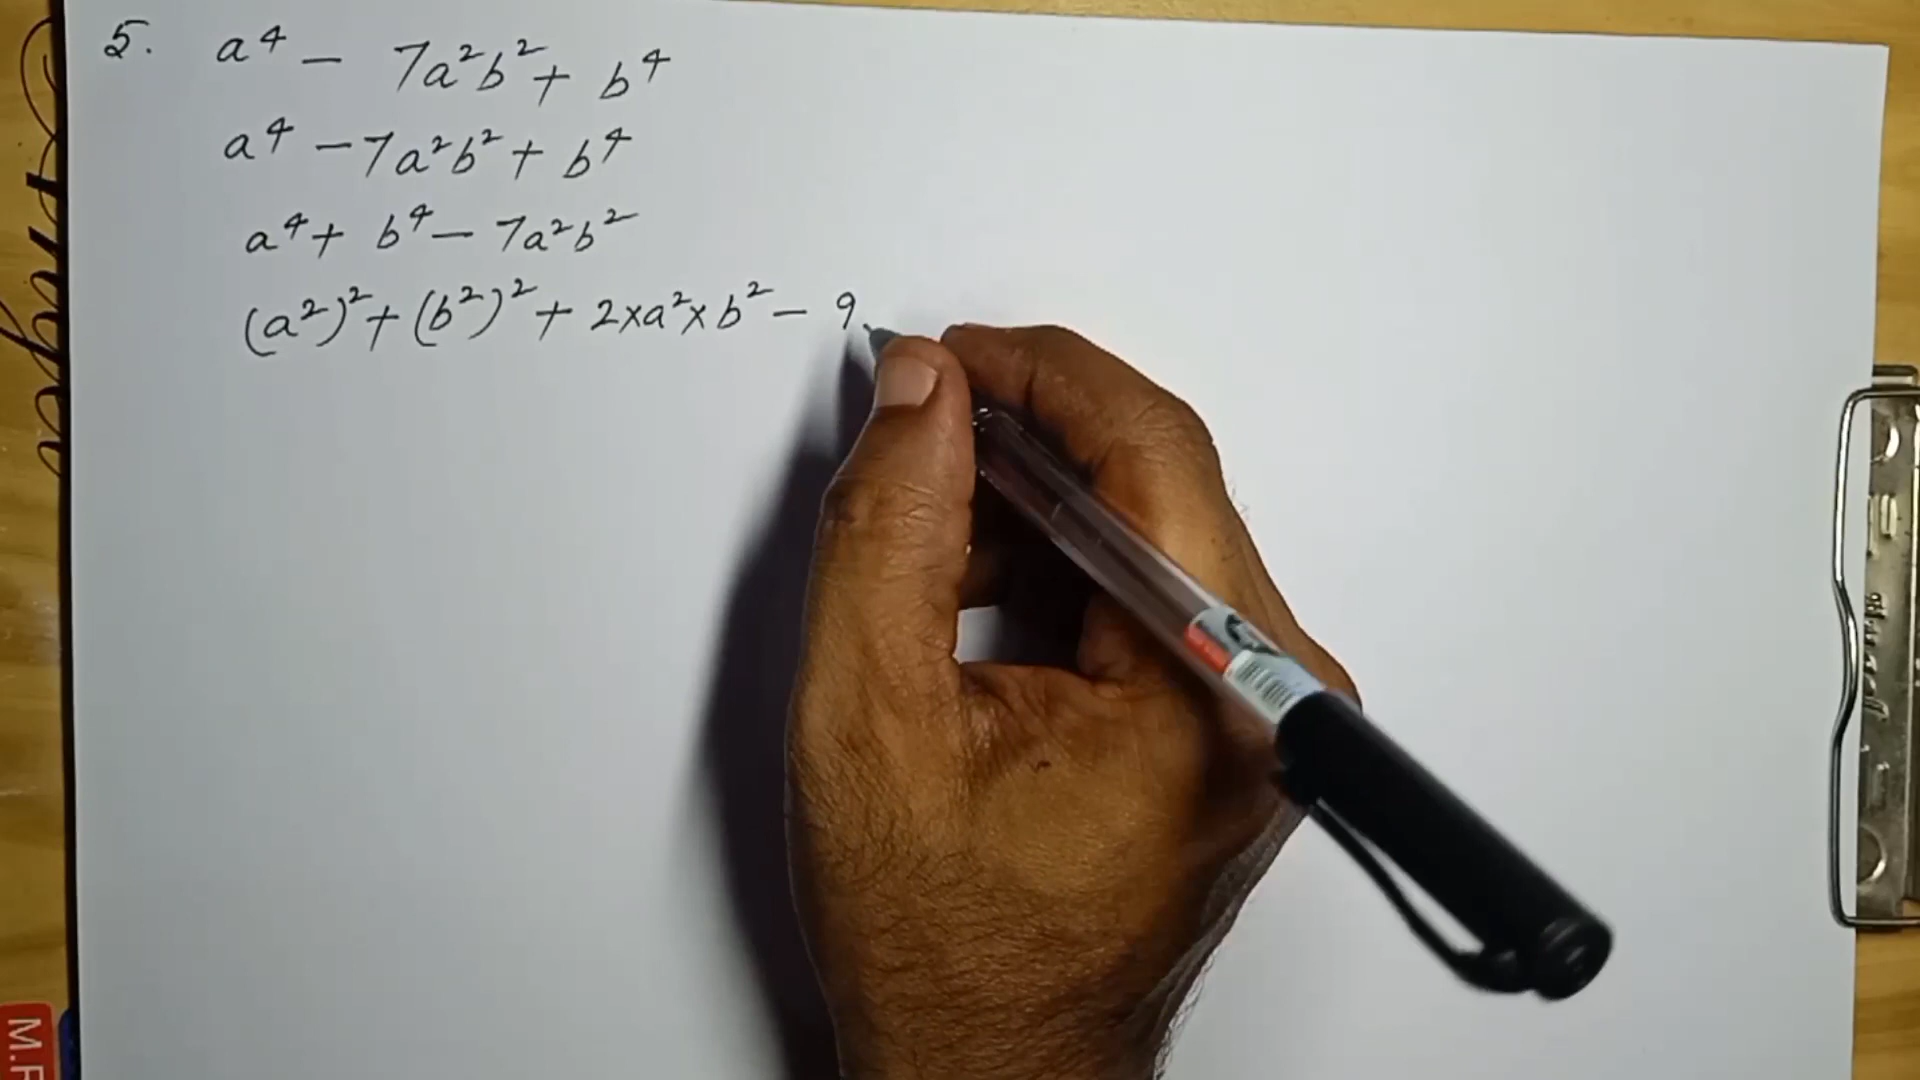 5. a⁴ - 7a²b² + b⁴
a⁴ - 7a²b² + b⁴
a⁴ + b⁴ - 7a²b²
(a²)² + (b²)² + 2×a²×b² - 9
M.F